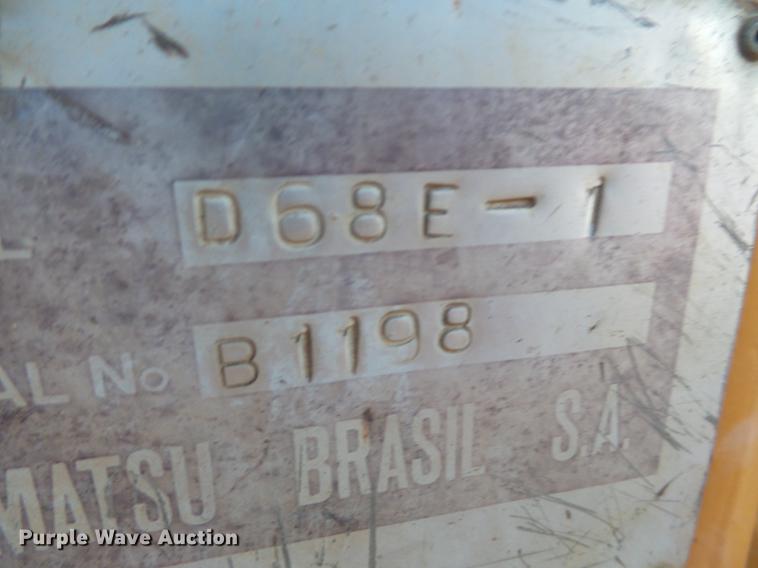 L D68E-1
AL No B1198
MATSU BRASIL S.A.
Purple Wave Auction